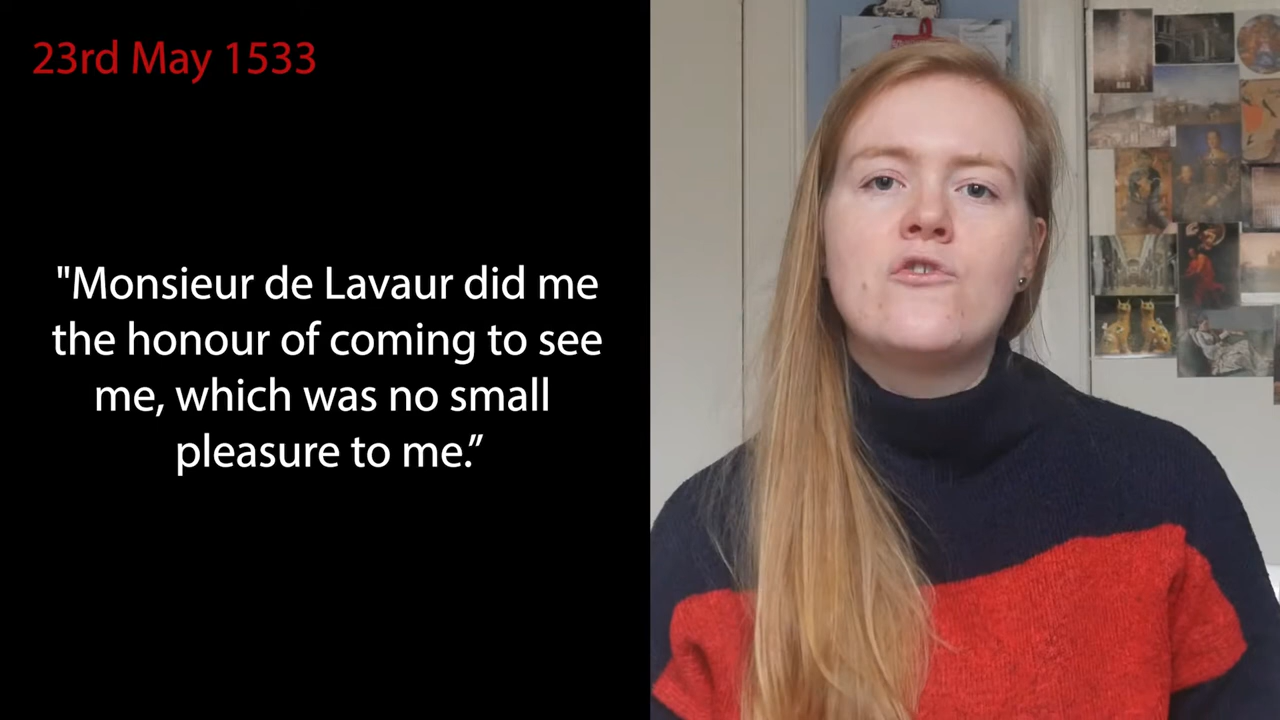 23rd May 1533
"Monsieur de Lavaur did me
the honour of coming to see
me, which was no small
pleasure to me.”